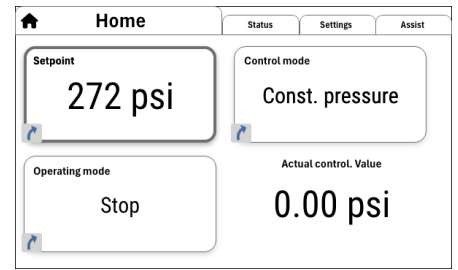 Home
Status
Settings
Assist
Setpoint
272 psi
Control mode
Const. pressure
Operating mode
Stop
Actual control. Value
0.00 psi